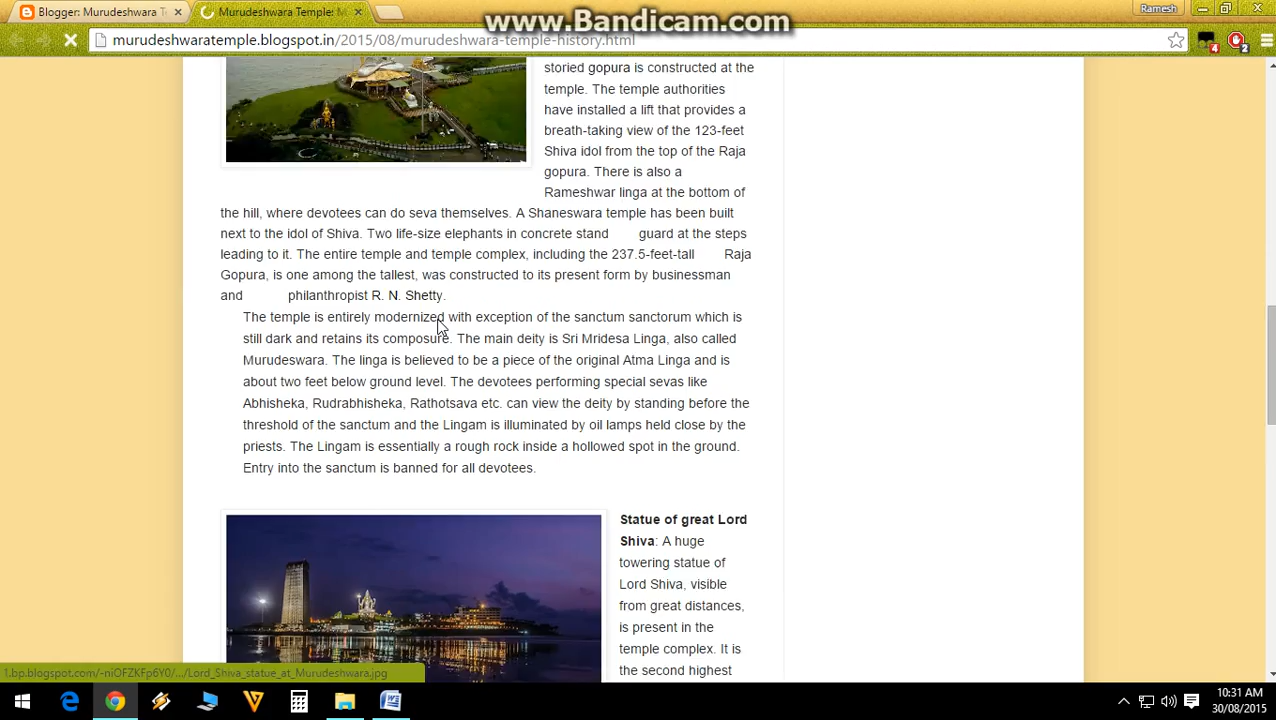 Blogger: Murudeshwara T
Murudeshwara Temple: M
www.Bandicam.com
Ramesh
murudeshwaratemple.blogspot.in/2015/08/murudeshwara-temple-history.html
4
2
storied gopura is constructed at the
temple. The temple authorities
have installed a lift that provides a
breath-taking view of the 123-feet
Shiva idol from the top of the Raja
gopura. There is also a
Rameshwar linga at the bottom of
the hill, where devotees can do seva themselves. A Shaneswara temple has been built
next to the idol of Shiva. Two life-size elephants in concrete stand guard at the steps
leading to it. The entire temple and temple complex, including the 237.5-feet-tall Raja
Gopura, is one among the tallest, was constructed to its present form by businessman
and philanthropist R. N. Shetty.
The temple is entirely modernized with exception of the sanctum sanctorum which is
still dark and retains its composure. The main deity is Sri Mridesa Linga, also called
Murudeswara. The linga is believed to be a piece of the original Atma Linga and is
about two feet below ground level. The devotees performing special sevas like
Abhisheka, Rudrabhisheka, Rathotsava etc. can view the deity by standing before the
threshold of the sanctum and the Lingam is illuminated by oil lamps held close by the
priests. The Lingam is essentially a rough rock inside a hollowed spot in the ground.
Entry into the sanctum is banned for all devotees.
Statue of great Lord
Shiva: A huge
towering statue of
Lord Shiva, visible
from great distances,
is present in the
temple complex. It is
the second highest
1.bp.blogspot.com/-niOFZKFp6Y0/.../Lord_Shiva_statue_at_Murudeshwara.jpg
10:31 AM
30/08/2015